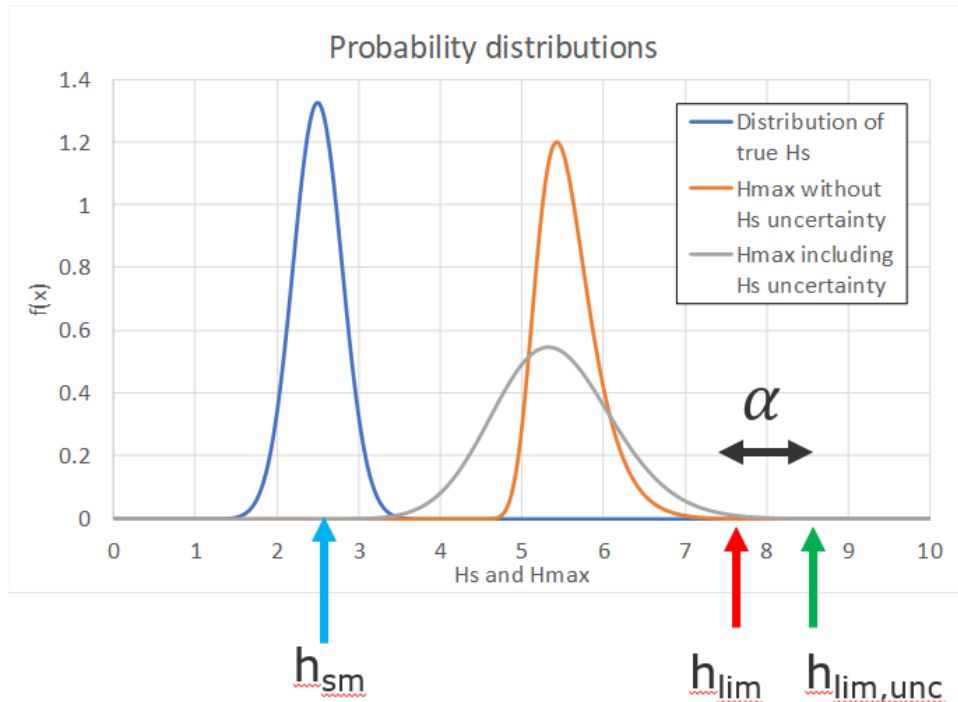 Probability distributions
1.4
1.2
1
0.8
0.6
0.4
0.2
0
f(x)
Distribution of
true Hs
Hmax without
Hs uncertainty
Hmax including
Hs uncertainty
α
0 1 2 3 4 5 6 7 8 9 10
Hs and Hmax
hsm
hlim
hlim,unc